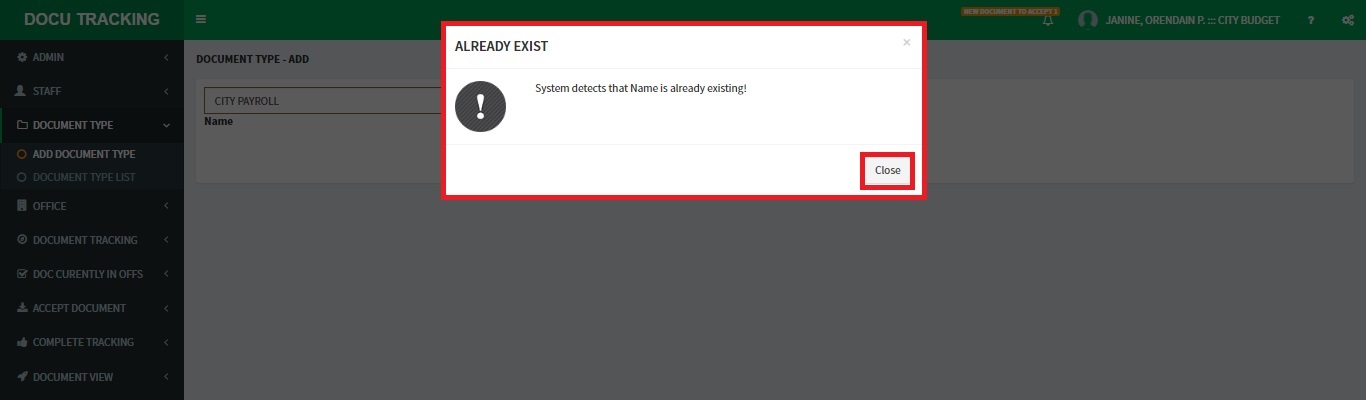 DOCU TRACKING
NEW DOCUMENT TO ACCEPT 1
JANINE, ORENDAIN P. ::: CITY BUDGET
?
ADMIN
STAFF
DOCUMENT TYPE
ADD DOCUMENT TYPE
DOCUMENT TYPE LIST
OFFICE
DOCUMENT TRACKING
DOC CURENTLY IN OFFS
ACCEPT DOCUMENT
COMPLETE TRACKING
DOCUMENT VIEW
DOCUMENT TYPE - ADD
CITY PAYROLL
Name
ALREADY EXIST
×
System detects that Name is already existing!
Close